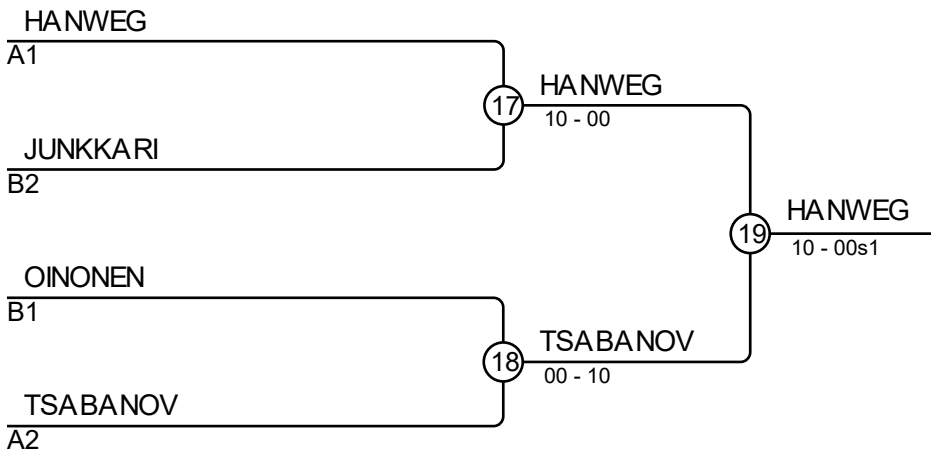 HANWEG
A1
17
HANWEG
10 - 00
JUNKKARI
B2
19
HANWEG
10 - 00s1
OINONEN
B1
18
TSABANOV
00 - 10
TSABANOV
A2